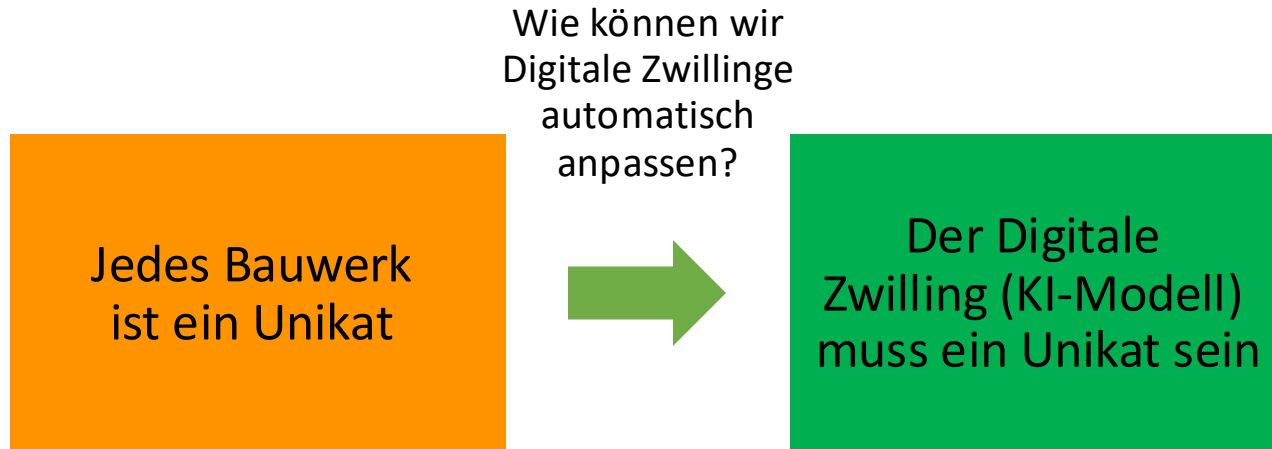 Wie können wir
Digitale Zwillinge
automatisch
anpassen?
Jedes Bauwerk
ist ein Unikat
Der Digitale
Zwilling (KI-Modell)
muss ein Unikat sein